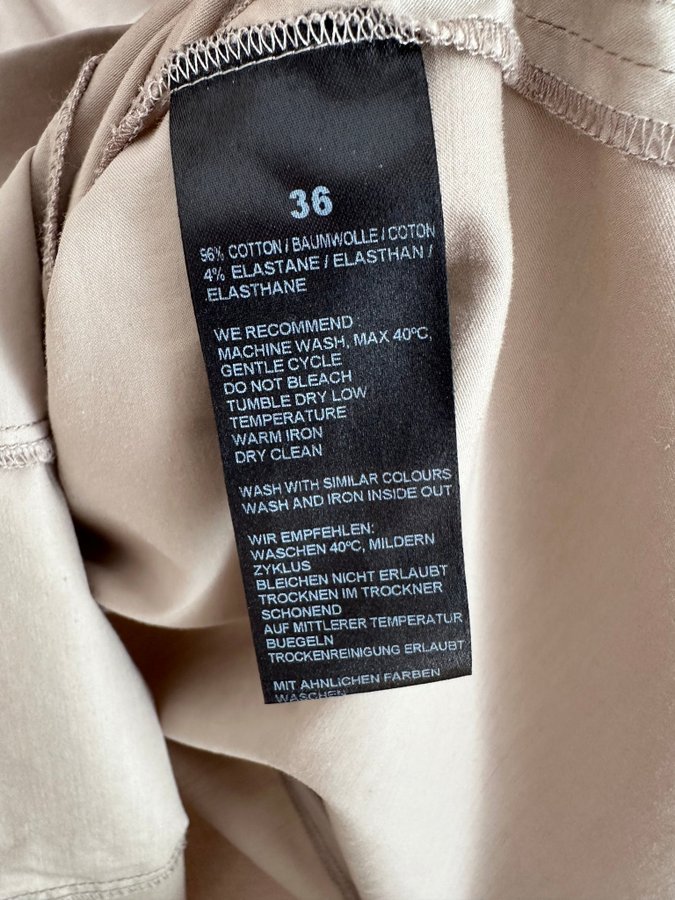 36
96% COTTON / BAUMWOLLE / COTON
4% ELASTANE / ELASTHAN /
ELASTHANE
WE RECOMMEND
MACHINE WASH, MAX 40ºC,
GENTLE CYCLE
DO NOT BLEACH
TUMBLE DRY LOW
TEMPERATURE
WARM IRON
DRY CLEAN
WASH WITH SIMILAR COLOURS
WASH AND IRON INSIDE OUT
WIR EMPFEHLEN:
WASCHEN 40ºC, MILDERN
ZYKLUS
BLEICHEN NICHT ERLAUBT
TROCKNEN IM TROCKNER
SCHONEND
AUF MITTLERER TEMPERATUR
BUEGELN
TROCKENREINIGUNG ERLAUBT
MIT AHNLICHEN FARBEN
WASCHEN